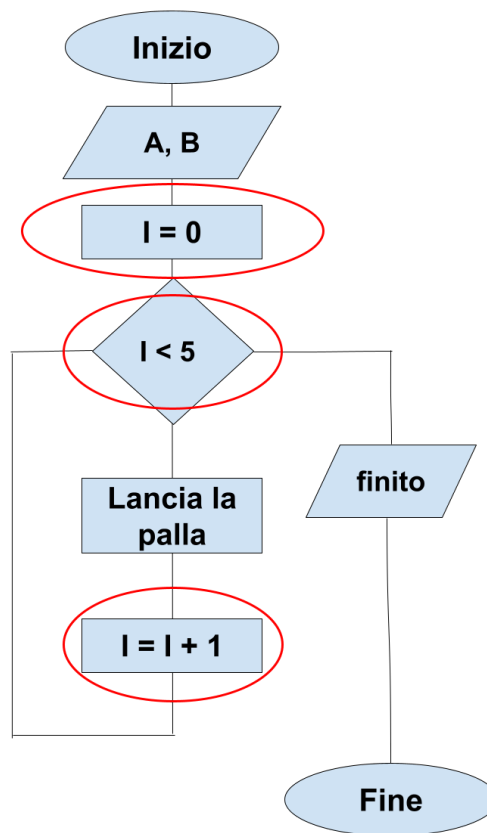 Inizio
A, B
I = 0
I < 5
Lancia la
palla
I = I + 1
finito
Fine